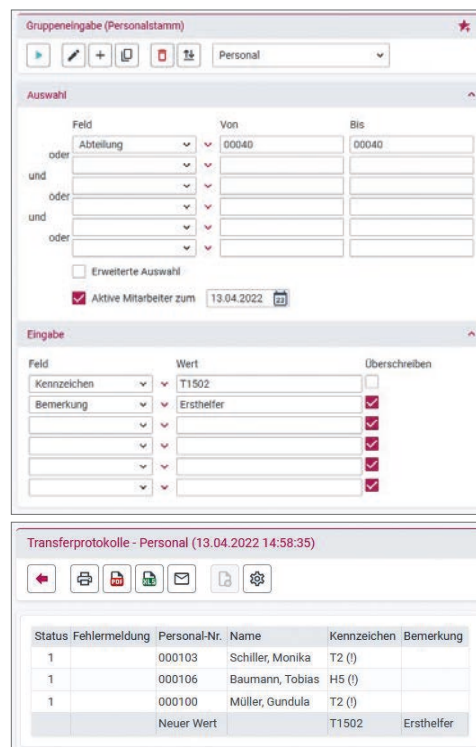 Gruppeneingabe (Personalstamm)
Personal
Auswahl
Feld Von Bis
Abteilung 00040 00040
oder
und
oder
und
oder
Erweiterte Auswahl
Aktive Mitarbeiter zum 13.04.2022 23
Eingabe
Feld Wert Überschreiben
Kennzeichen T1502
Bemerkung Ersthelfer
Transferprotokolle - Personal (13.04.2022 14:58:35)
PDF XLS
Status Fehlermeldung Personal-Nr. Name Kennzeichen Bemerkung
1 000103 Schiller, Monika T2 (!)
1 000106 Baumann, Tobias H5 (!)
1 000100 Müller, Gundula T2 (!)
Neuer Wert T1502 Ersthelfer